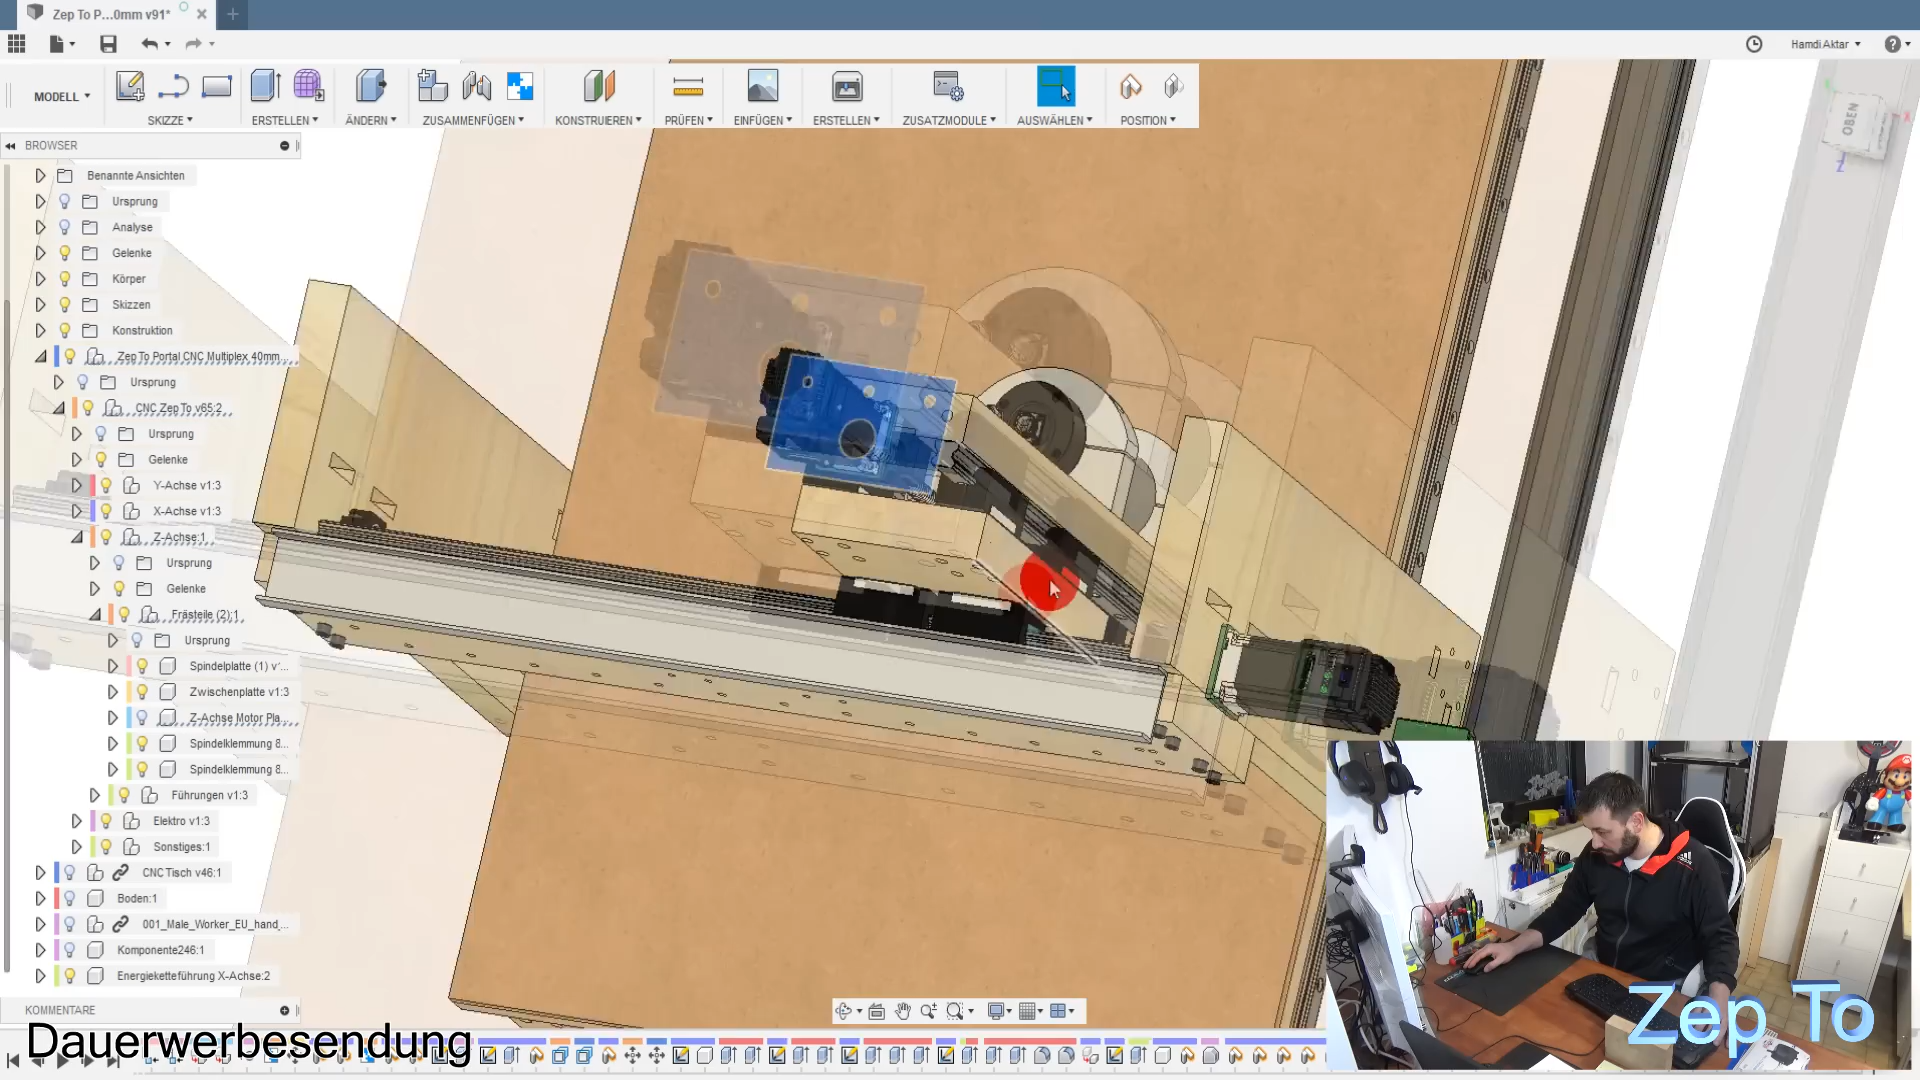 Zep To P...0mm v91*
Hamdi Aktar
MODELL
SKIZZE
ERSTELLEN
ÄNDERN
ZUSAMMENFÜGEN
KONSTRUIEREN
PRÜFEN
EINFÜGEN
ERSTELLEN
ZUSATZMODULE
AUSWÄHLEN
POSITION
OBEN
Z
BROWSER
Benannte Ansichten
Ursprung
Analyse
Gelenke
Körper
Skizzen
Konstruktion
Zep To Portal CNC Multiplex 40mm...
Ursprung
CNC Zep To v65:2
Ursprung
Gelenke
Y-Achse v1:3
X-Achse v1:3
Z-Achse:1
Ursprung
Gelenke
Frästeile (2):1
Ursprung
Spindelplatte (1) v'...
Zwischenplatte v1:3
Z-Achse Motor Pla...
Spindelklemmung 8...
Spindelklemmung 8...
Führungen v1:3
Elektro v1:3
Sonstiges:1
CNC Tisch v46:1
Boden:1
001_Male_Worker_EU_hand_...
Komponente246:1
Energieketteführung X-Achse:2
KOMMENTARE
Dauerwerbesendung
Zep To